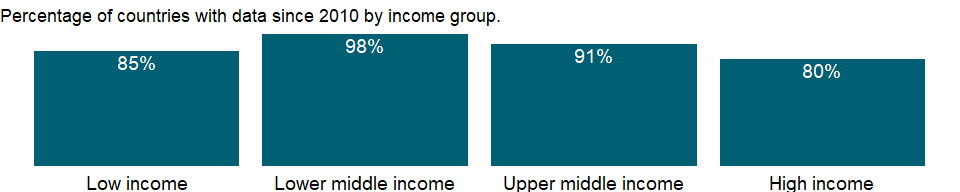 Percentage of countries with data since 2010 by income group.
85%
98%
91%
80%
Low income
Lower middle income
Upper middle income
High income